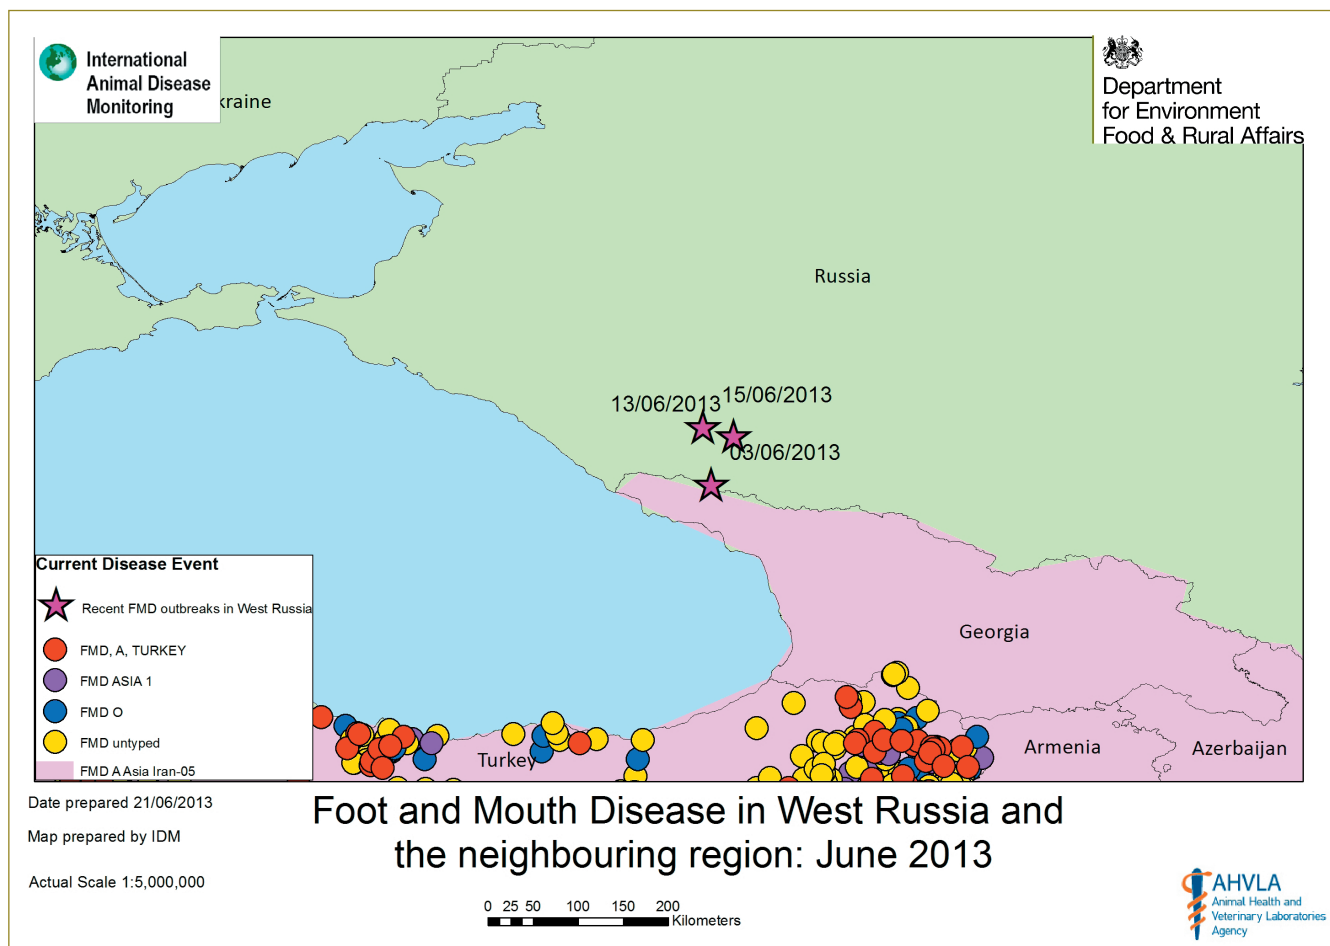 International
Animal Disease
Monitoring
kraine
Department
for Environment
Food & Rural Affairs
Russia
13/06/2013
15/06/2013
03/06/2013
Georgia
Armenia
Azerbaijan
Turkey
Current Disease Event
Recent FMD outbreaks in West Russia
FMD, A, TURKEY
FMD ASIA 1
FMD O
FMD untyped
FMD A Asia Iran-05
Date prepared 21/06/2013
Map prepared by IDM
Actual Scale 1:5,000,000
Foot and Mouth Disease in West Russia and
the neighbouring region: June 2013
0 25 50 100 150 200
Kilometers
AHVLA
Animal Health and
Veterinary Laboratories
Agency